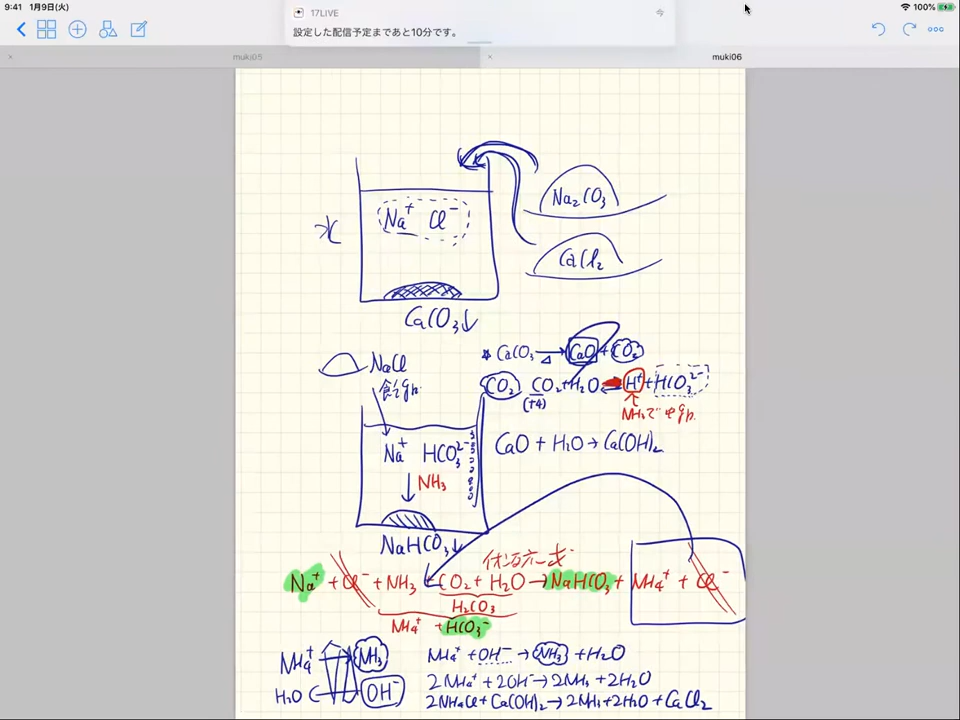 9:41 1月9日(火)
17LIVE
100%
設定した配信予定まであと10分です。
muki05
muki06
Na₂CO₃
水
Na⁺ Cl⁻
CaCl₂
CaCO₃↓
NaCl
CaCO₃ → CaO + CO₂
△
CO₂ CO₂+H₂O H⁺+HCO₃²⁻
(+4)
NH₃で中和
Na⁺ HCO₃²⁻
CaO + H₂O → Ca(OH)₂
NH₃
NaHCO₃↓
Na⁺ + Cl⁻ + NH₃ + CO₂ + H₂O → NaHCO₃ + NH₄⁺ + Cl⁻
H₂CO₃
NH₄⁺ + HCO₃⁻
NH₄⁺ NH₃
NH₄⁺ + OH⁻ → NH₃ + H₂O
H₂O OH⁻
2NH₄⁺ + 2OH⁻ → 2NH₃ + 2H₂O
2NH₄Cl + Ca(OH)₂ → 2NH₃ + 2H₂O + CaCl₂